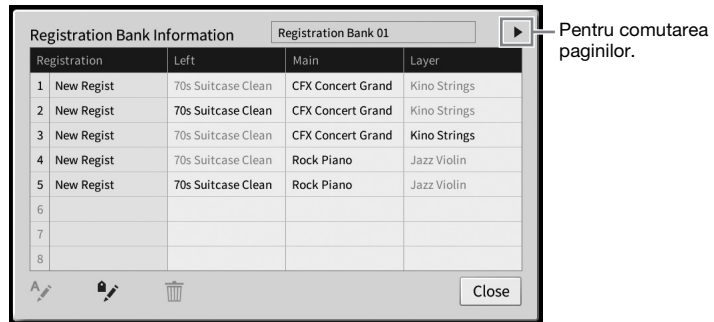 Registration Bank Information Registration Bank 01 ▶
Pentru comutarea
paginilor.
Registration Left Main Layer
1 New Regist 70s Suitcase Clean CFX Concert Grand Kino Strings
2 New Regist 70s Suitcase Clean CFX Concert Grand Kino Strings
3 New Regist 70s Suitcase Clean CFX Concert Grand Kino Strings
4 New Regist 70s Suitcase Clean Rock Piano Jazz Violin
5 New Regist 70s Suitcase Clean Rock Piano Jazz Violin
6
7
8
A Close